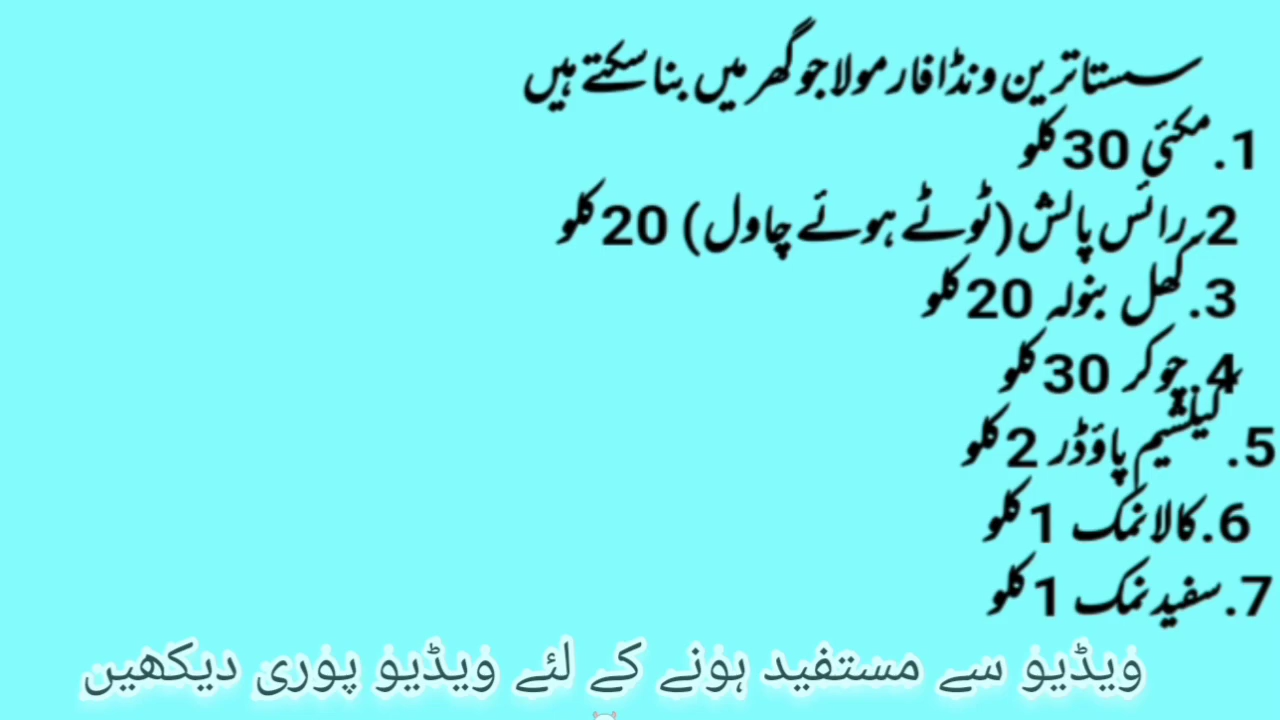 سستا ترین ونڈا فارمولا جو گھر میں بنا سکتے ہیں
1. مکئی 30 کلو
2. رائس پالش (ٹوٹے ہوئے چاول) 20 کلو
3. کھل بنولہ 20 کلو
4. چوکر 30 کلو
5. کیلشیم پاؤڈر 2 کلو
6. کالا نمک 1 کلو
7. سفید نمک 1 کلو
ویڈیو سے مستفید ہونے کے لئے ویڈیو پوری دیکھیں